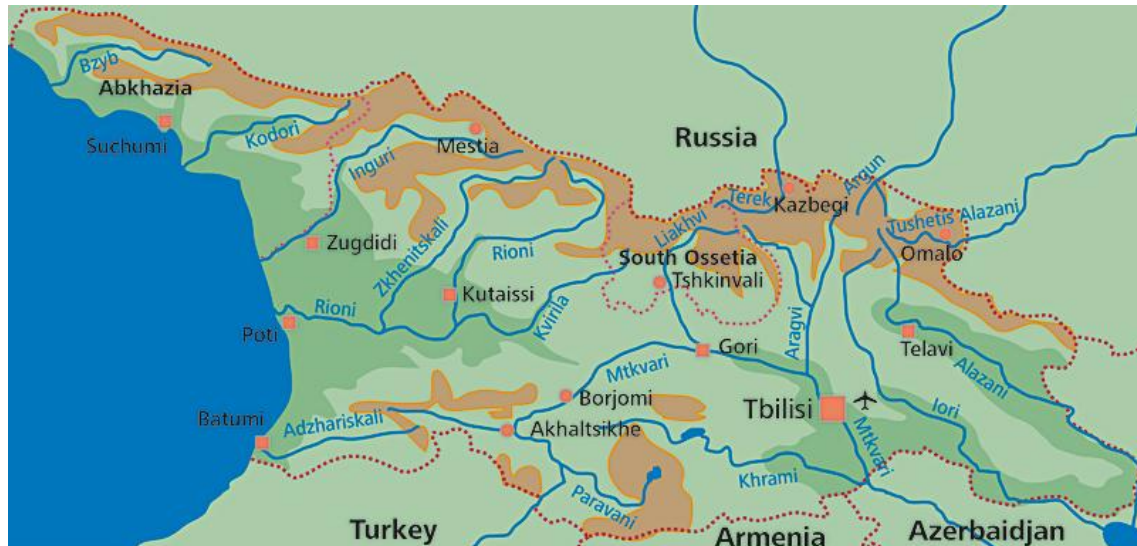 Bzyb
Abkhazia
Suchumi
Kodori
Inguri
Mestia
Russia
Argun
Terek
Kazbegi
Tushetis Alazani
Omalo
Zugdidi
Zkhenitskali
Rioni
Liakhvi
South Ossetia
Tshkinvali
Kutaissi
Rioni
Kvirila
Poti
Mtkvari
Gori
Aragvi
Telavi
Alazani
Borjomi
Tbilisi
Iori
Batumi
Adzhariskali
Akhaltsikhe
Mtkvari
Paravani
Khrami
Turkey
Armenia
Azerbaidjan